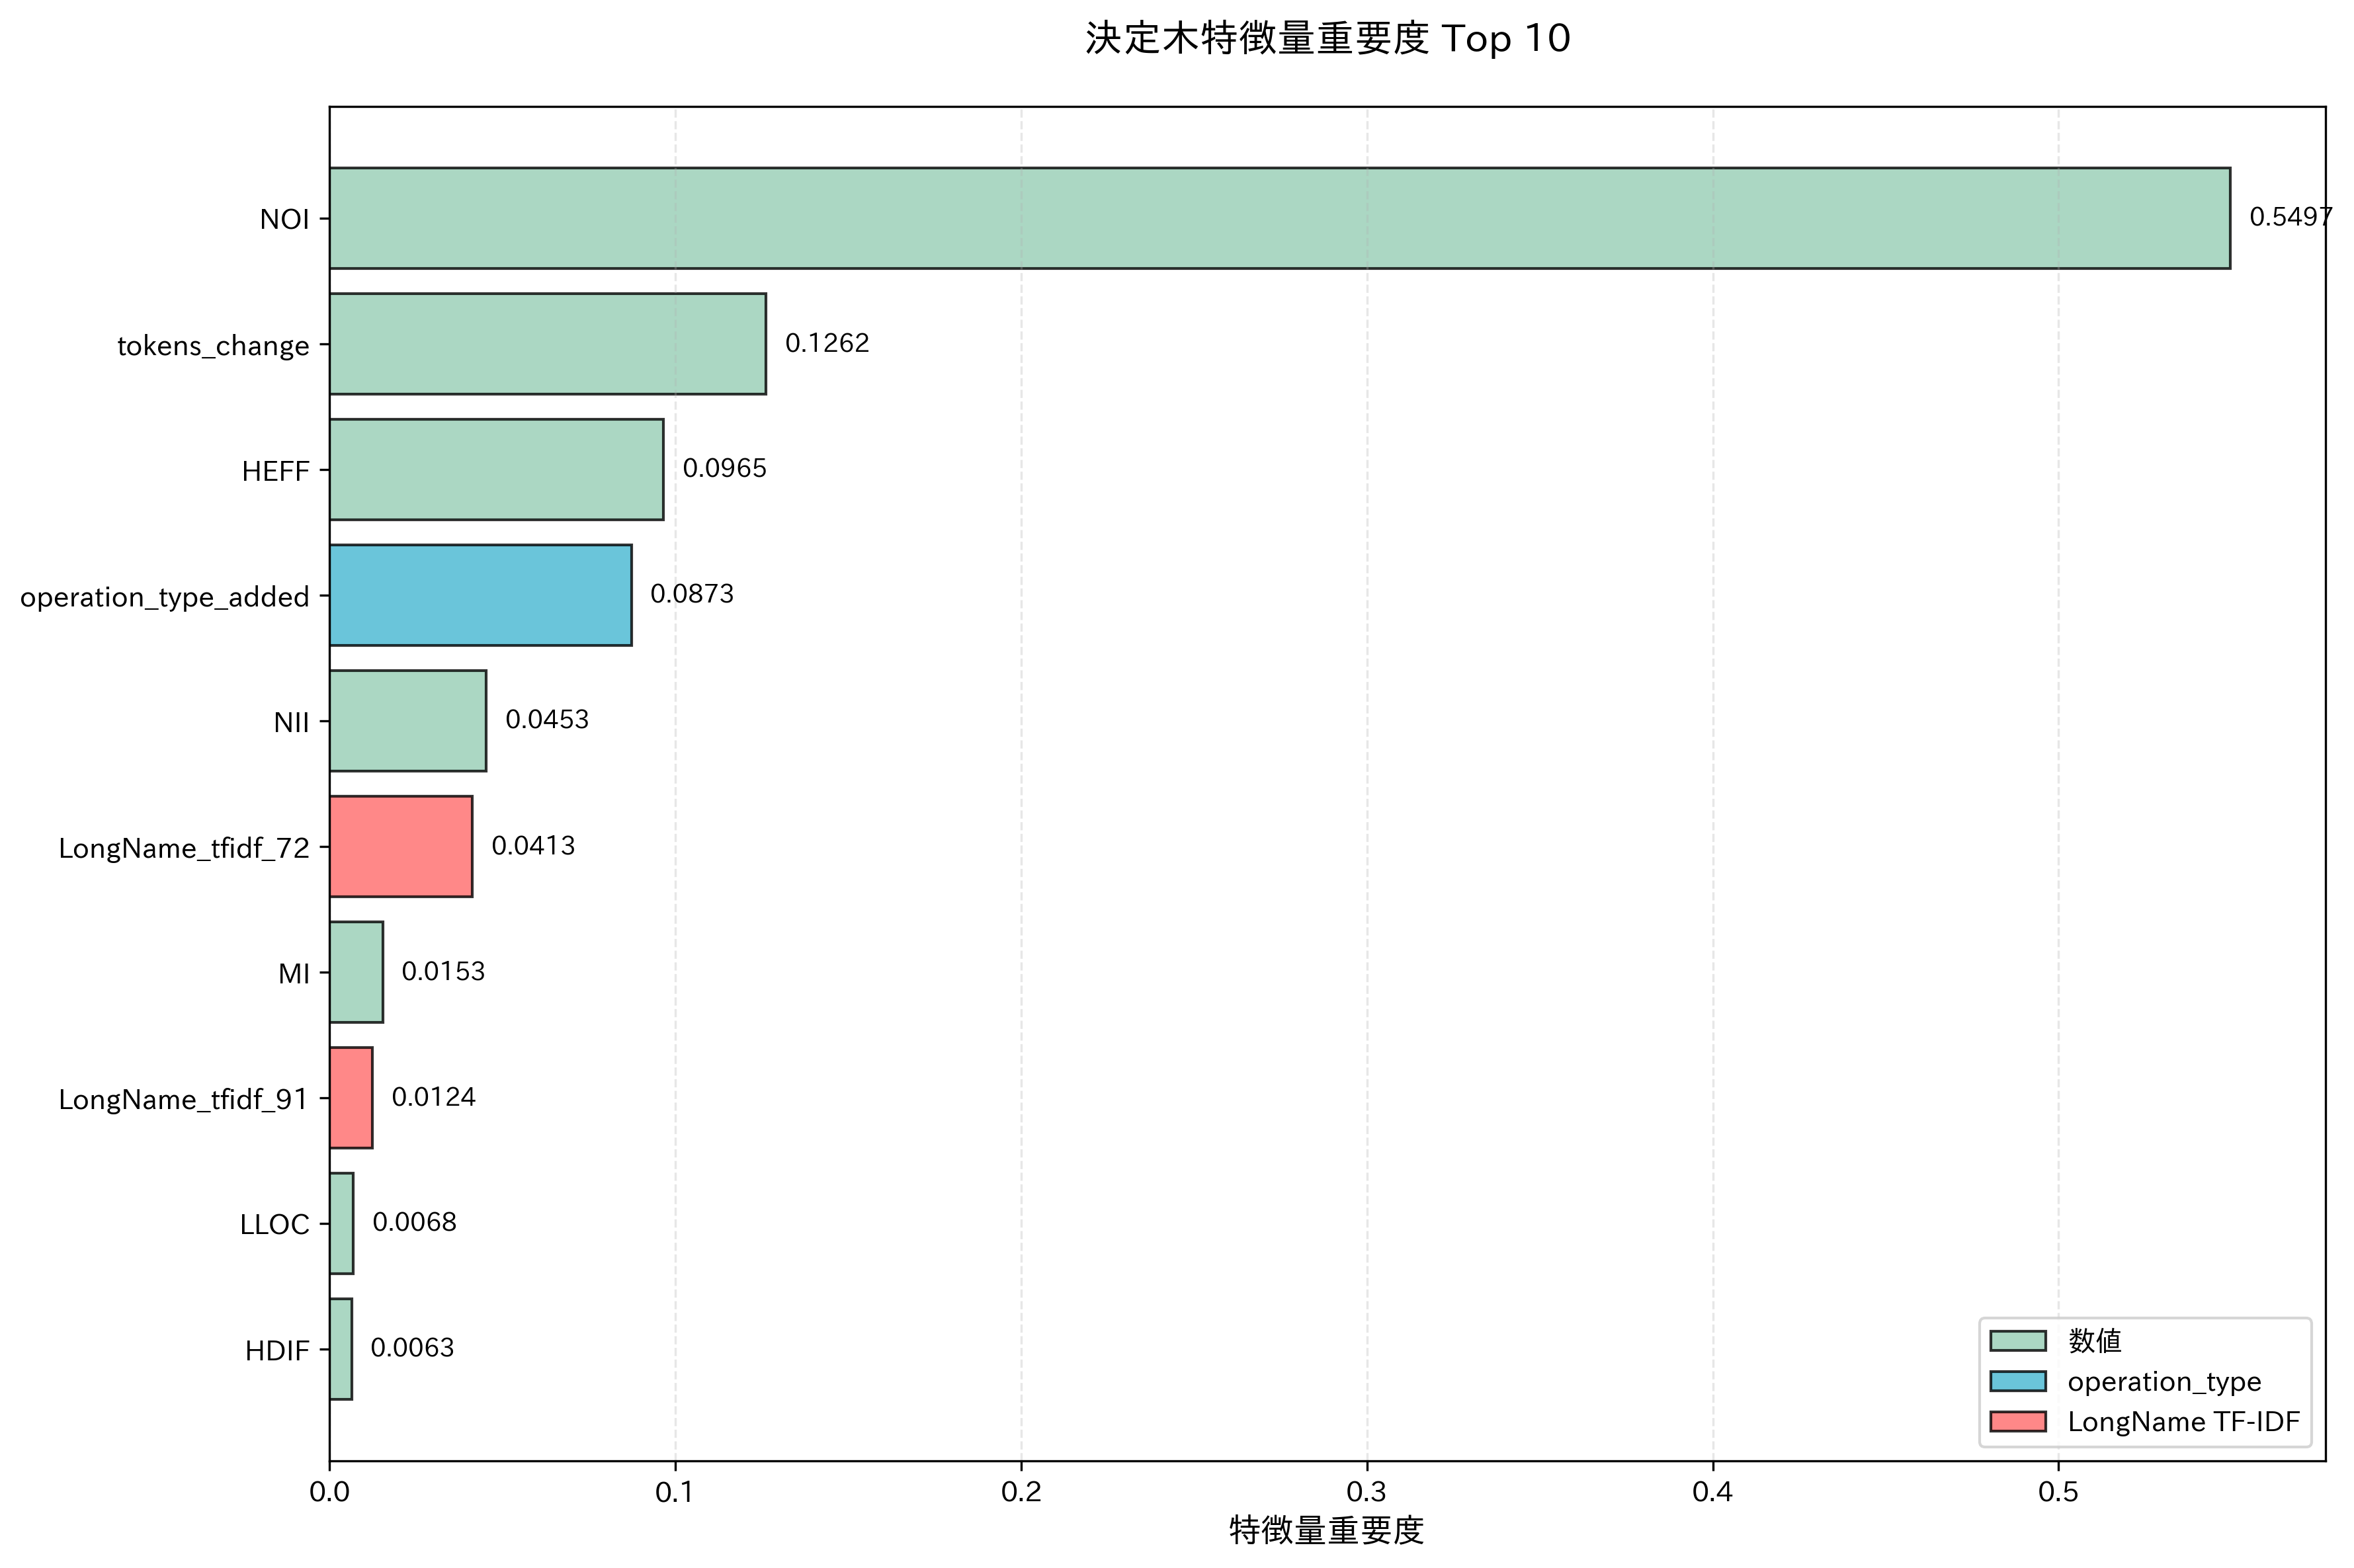 決定木特徴量重要度 Top 10
NOI 0.5497
tokens_change 0.1262
HEFF 0.0965
operation_type_added 0.0873
NII 0.0453
LongName_tfidf_72 0.0413
MI 0.0153
LongName_tfidf_91 0.0124
LLOC 0.0068
HDIF 0.0063
数値
operation_type
LongName TF-IDF
0.0 0.1 0.2 0.3 0.4 0.5
特徴量重要度